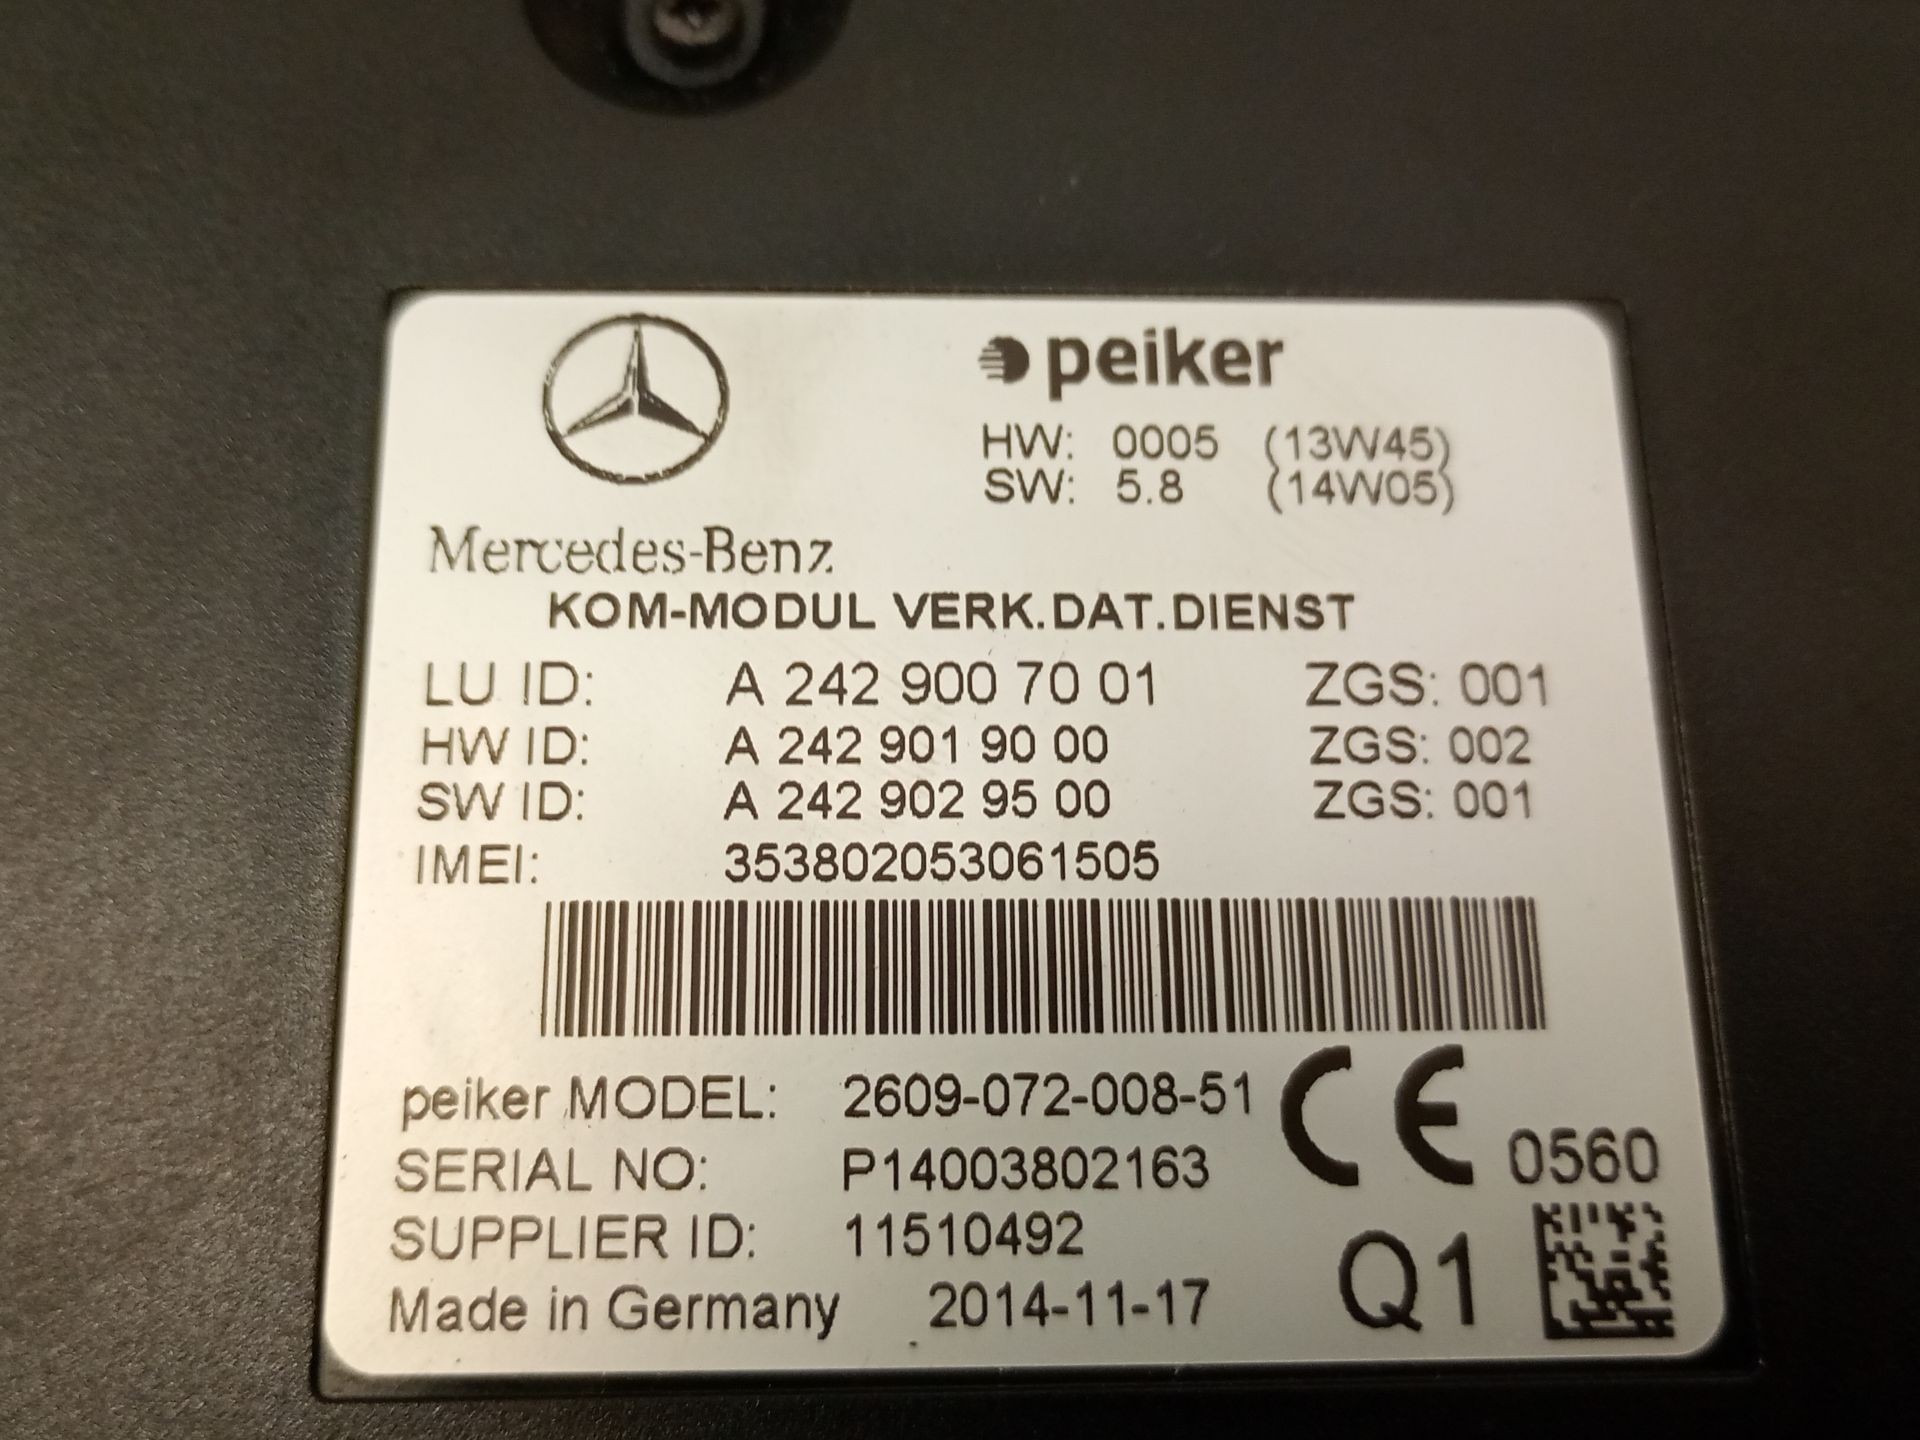 peiker
HW: 0005 (13W45)
SW: 5.8 (14W05)
Mercedes-Benz
KOM-MODUL VERK.DAT.DIENST
LU ID: A 242 900 70 01 ZGS: 001
HW ID: A 242 901 90 00 ZGS: 002
SW ID: A 242 902 95 00 ZGS: 001
IMEI: 353802053061505
peiker MODEL: 2609-072-008-51 CE 0560
SERIAL NO: P14003802163
SUPPLIER ID: 11510492
Made in Germany 2014-11-17 Q1